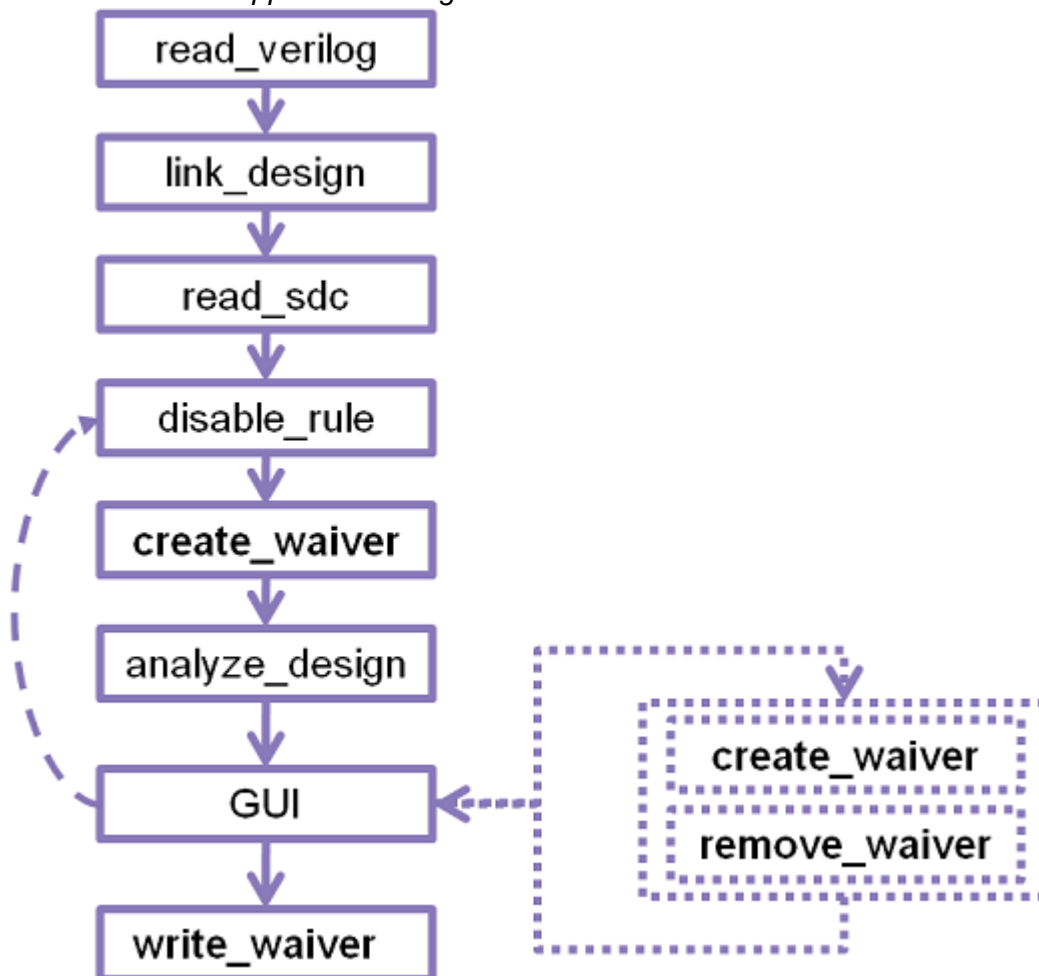 read_verilog
link_design
read_sdc
disable_rule
create_waiver
analyze_design
GUI
write_waiver
create_waiver
remove_waiver